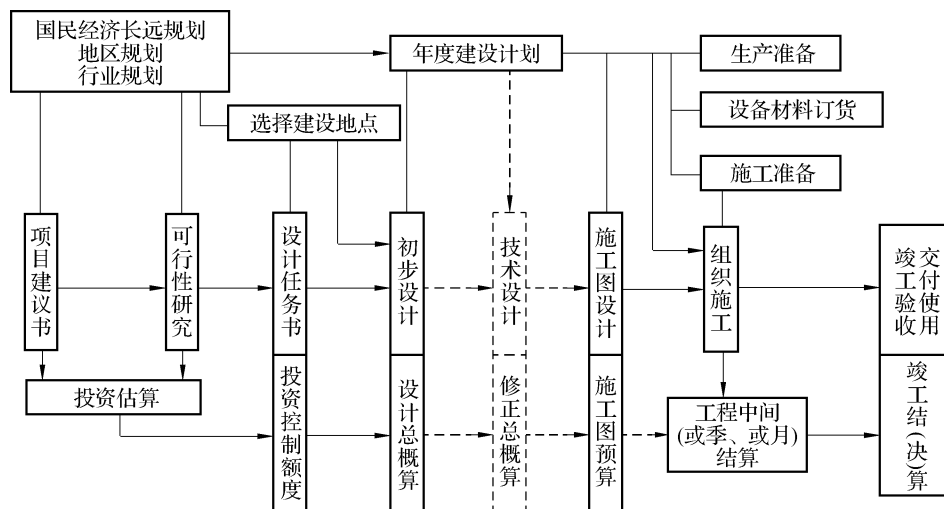 国民经济长远规划
地区规划
行业规划
年度建设计划
生产准备
设备材料订货
选择建设地点
施工准备
项目建议书
可行性研究
设计任务书
初步设计
技术设计
施工图设计
组织施工
竣工验收
交付使用
投资估算
投资控制额度
设计总概算
修正总概算
施工图预算
工程中间
(或季、或月)
结算
竣工结(决)算